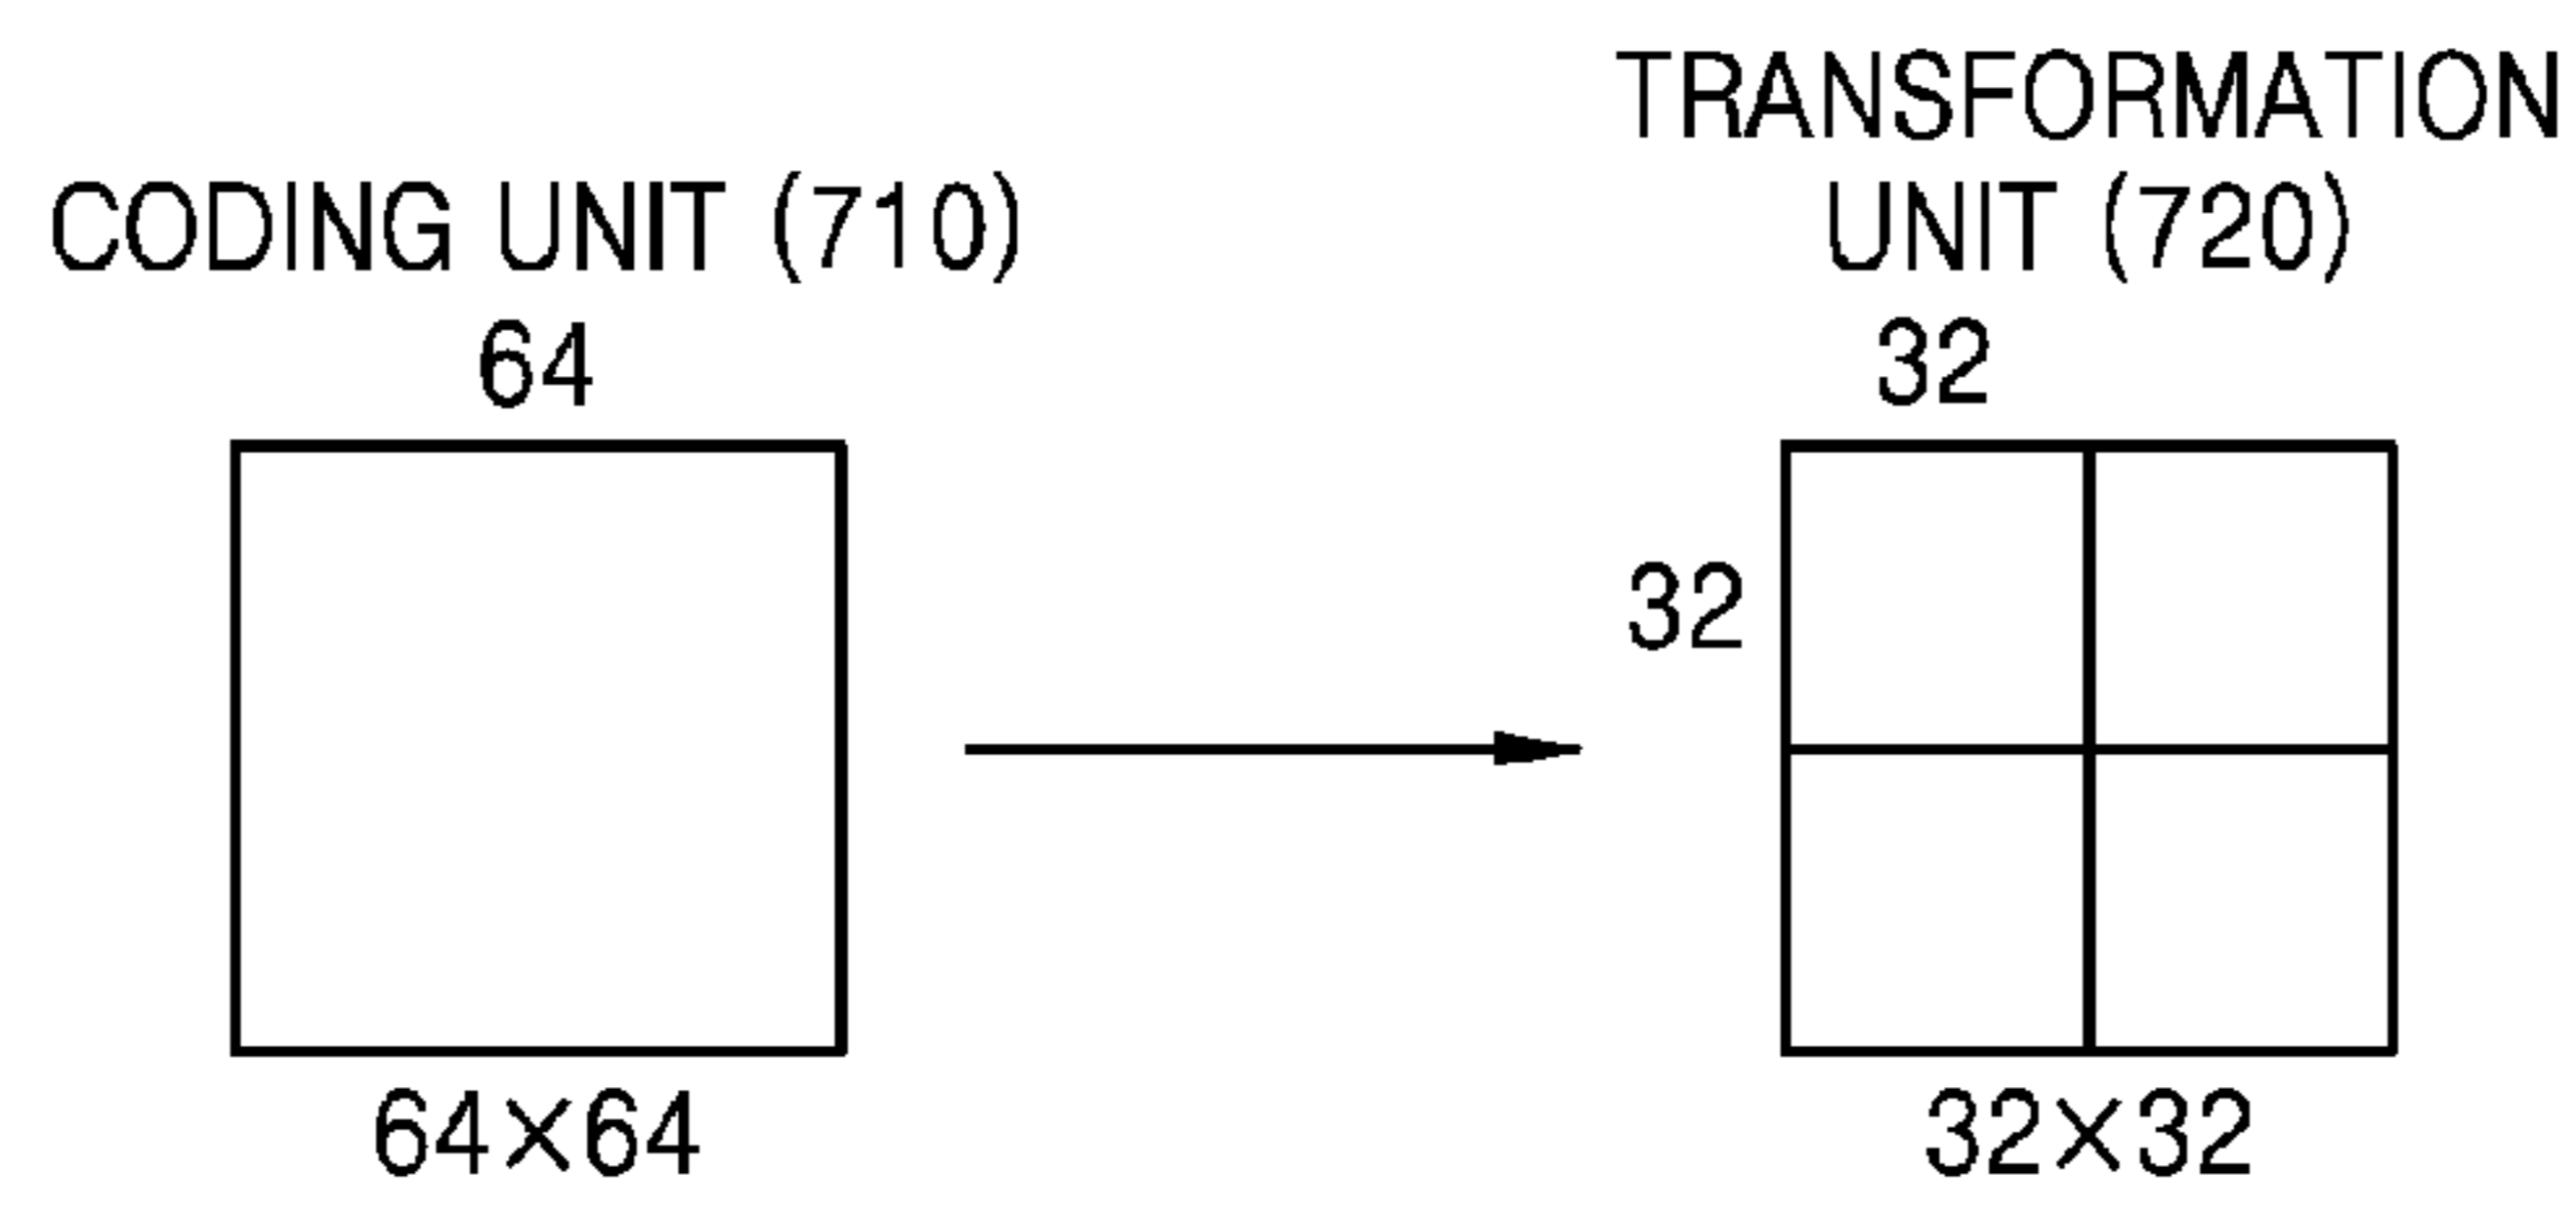 CODING UNIT (710)
64
64×64
TRANSFORMATION
UNIT (720)
32
32
32×32